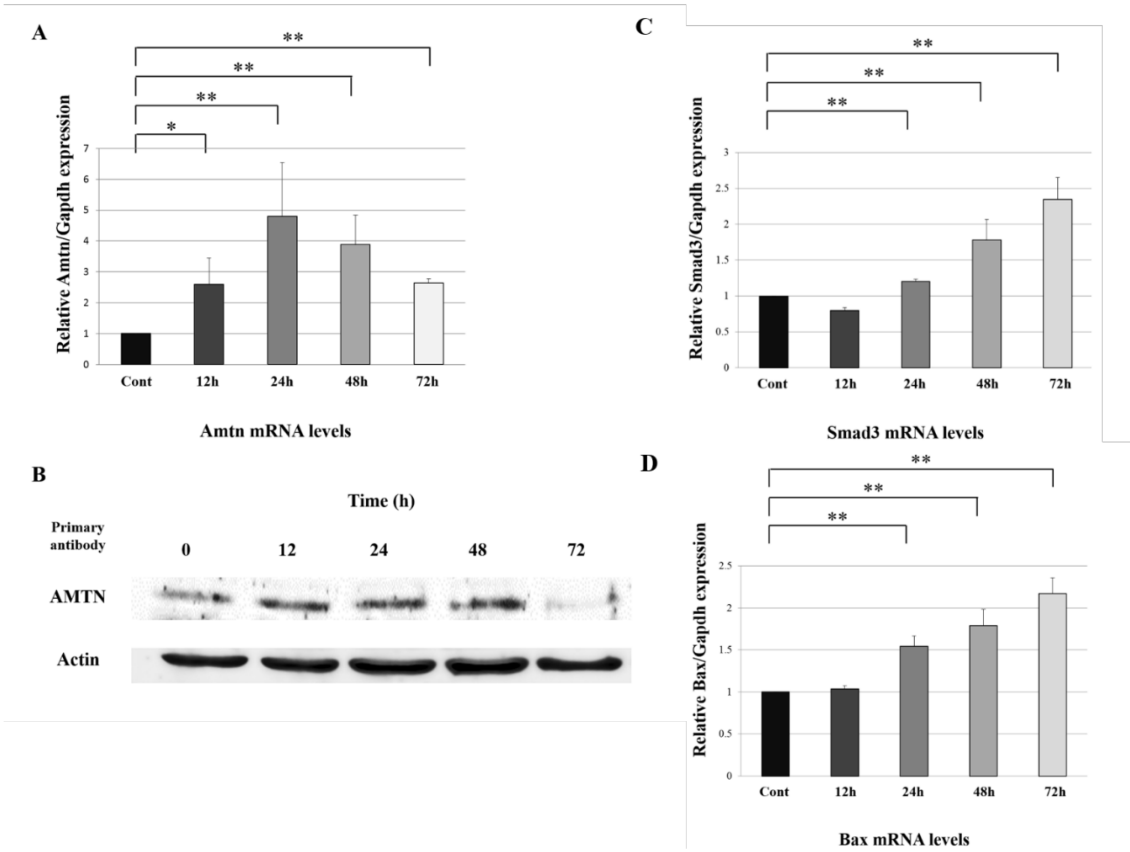 A
**
**
**
*
Relative Amtn/Gapdh expression
7
6
5
4
3
2
1
0
Cont 12h 24h 48h 72h
Amtn mRNA levels
B
Time (h)
Primary
antibody
0 12 24 48 72
AMTN
Actin
C
**
**
**
Relative Smad3/Gapdh expression
3
2.5
2
1.5
1
0.5
0
Cont 12h 24h 48h 72h
Smad3 mRNA levels
D
**
**
**
Relative Bax/Gapdh expression
2.5
2
1.5
1
0.5
0
Cont 12h 24h 48h 72h
Bax mRNA levels